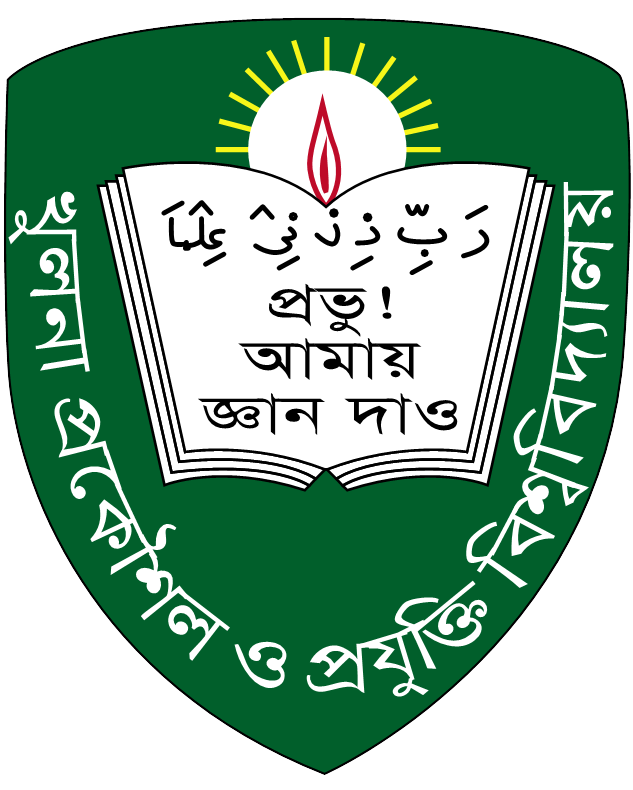 رَبِّ زِدْنِيْ عِلْمًا
প্রভু!
আমায়
জ্ঞান দাও
খুলনা প্রকৌশল ও প্রযুক্তি বিশ্ববিদ্যালয়